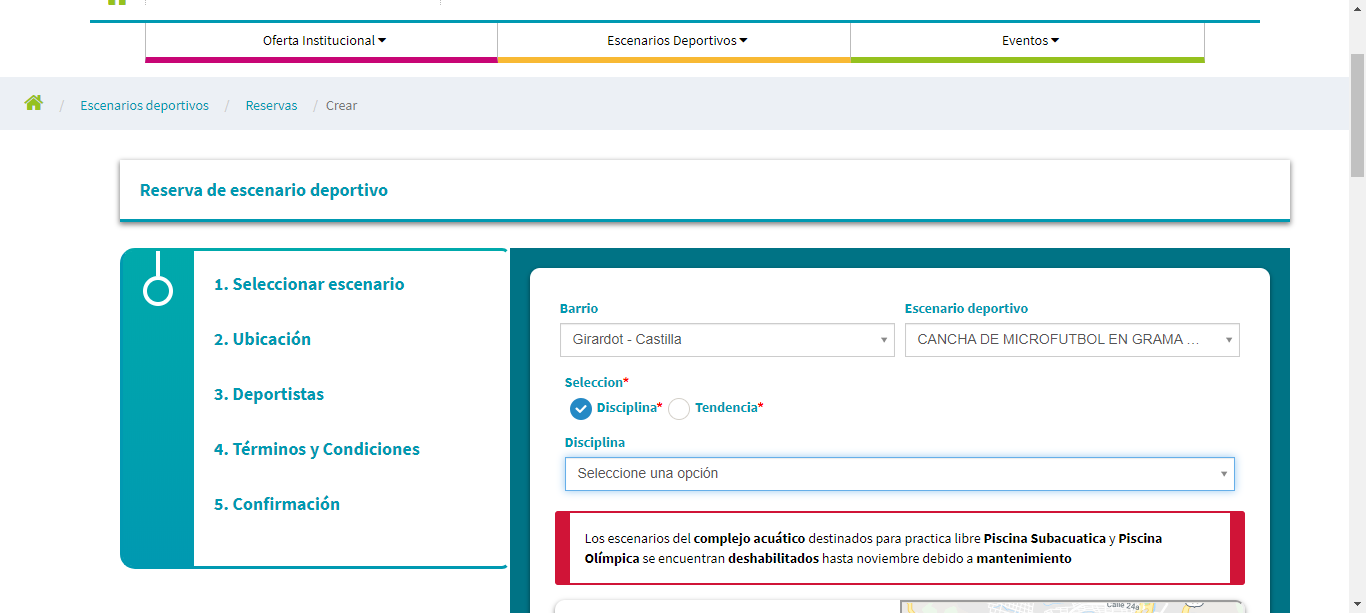 Oferta Institucional
Escenarios Deportivos
Eventos
/ Escenarios deportivos / Reservas / Crear
Reserva de escenario deportivo
1. Seleccionar escenario
2. Ubicación
3. Deportistas
4. Términos y Condiciones
5. Confirmación
Barrio
Girardot - Castilla
Escenario deportivo
CANCHA DE MICROFUTBOL EN GRAMA ...
Seleccion*
Disciplina* Tendencia*
Disciplina
Seleccione una opción
Los escenarios del complejo acuático destinados para practica libre Piscina Subacuatica y Piscina
Olímpica se encuentran deshabilitados hasta noviembre debido a mantenimiento
Calle 24a